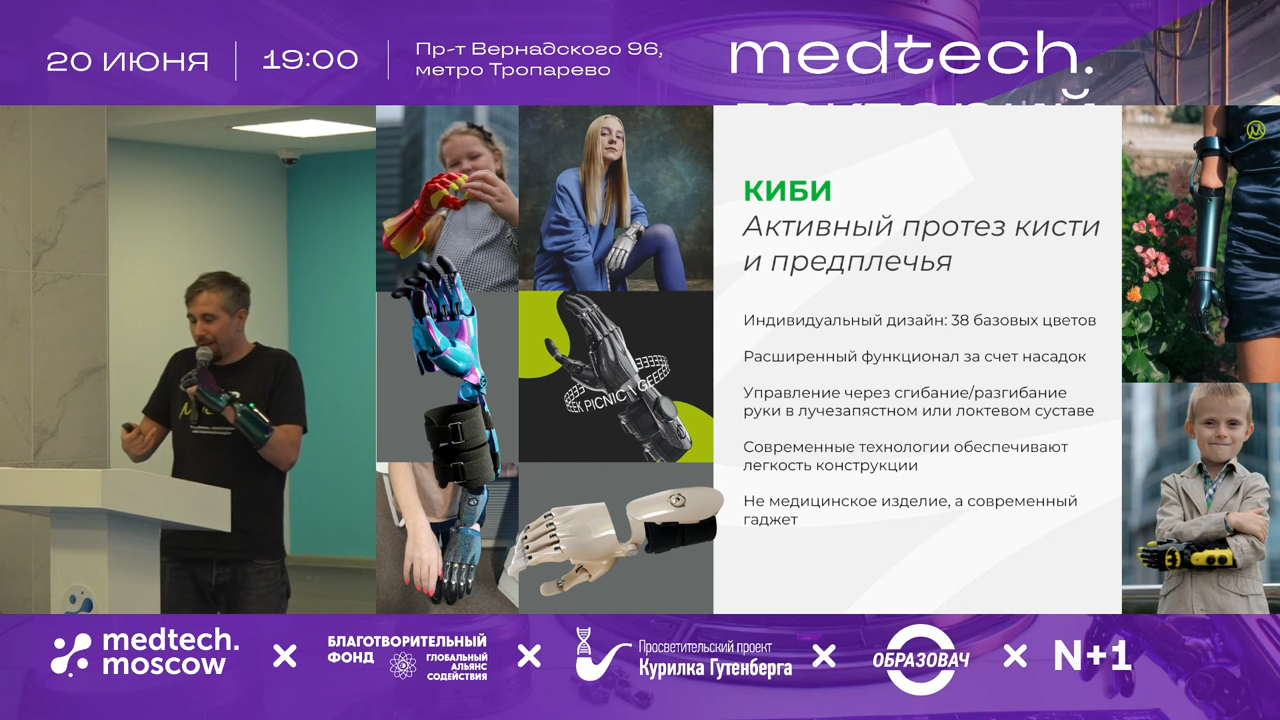 20 ИЮНЯ
19:00
Пр-т Вернадского 96,
метро Тропарево
medtech.
КИБИ
Активный протез кисти
и предплечья
Индивидуальный дизайн: 38 базовых цветов
Расширенный функционал за счет насадок
Управление через сгибание/разгибание
руки в лучезапястном или локтевом суставе
Современные технологии обеспечивают
легкость конструкции
Не медицинское изделие, а современный
гаджет
medtech.
moscow
БЛАГОТВОРИТЕЛЬНЫЙ
ФОНД
ГЛОБАЛЬНЫЙ
АЛЬЯНС
СОДЕЙСТВИЯ
Просветительский проект
Курилка Гутенберга
ОБРАЗОВАЧ
N+1